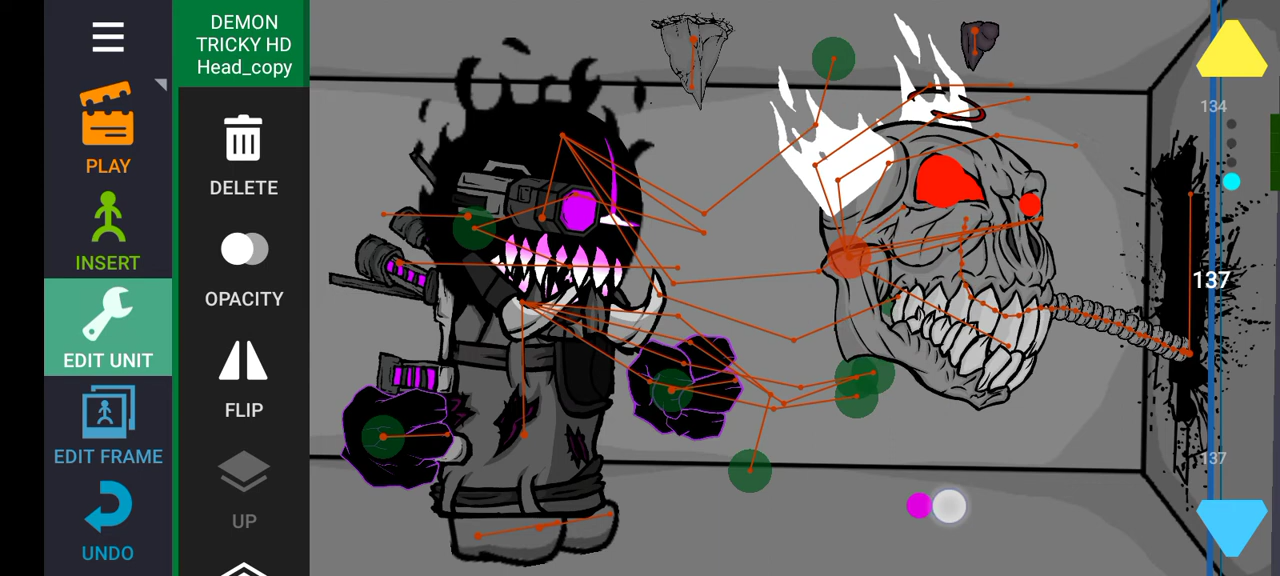 PLAY
INSERT
EDIT UNIT
EDIT FRAME
UNDO
DEMON
TRICKY HD
Head_copy
DELETE
OPACITY
FLIP
UP
134
137
137